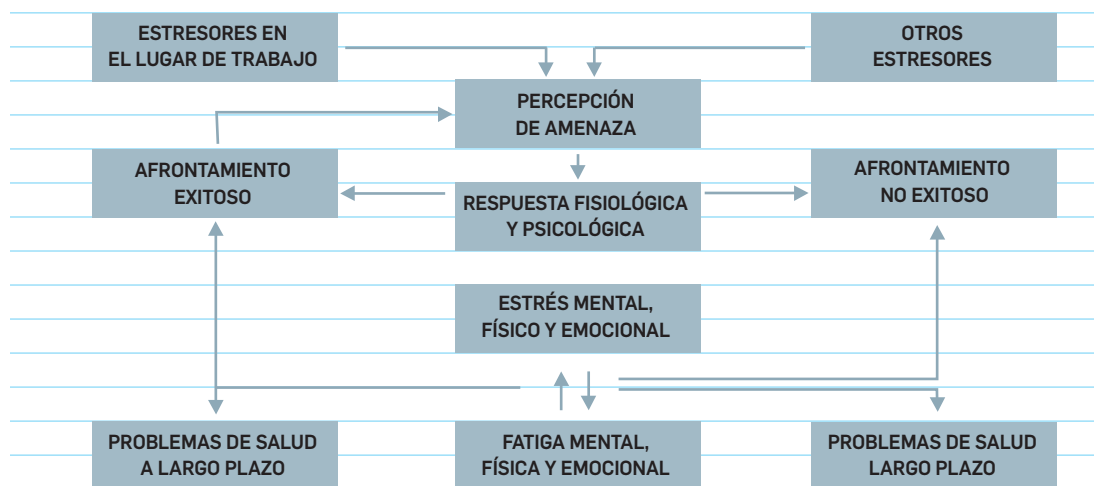 ESTRESORES EN
EL LUGAR DE TRABAJO
OTROS
ESTRESORES
PERCEPCIÓN
DE AMENAZA
AFRONTAMIENTO
EXITOSO
RESPUESTA FISIOLÓGICA
Y PSICOLÓGICA
AFRONTAMIENTO
NO EXITOSO
ESTRÉS MENTAL,
FÍSICO Y EMOCIONAL
PROBLEMAS DE SALUD
A LARGO PLAZO
FATIGA MENTAL,
FÍSICA Y EMOCIONAL
PROBLEMAS DE SALUD
LARGO PLAZO